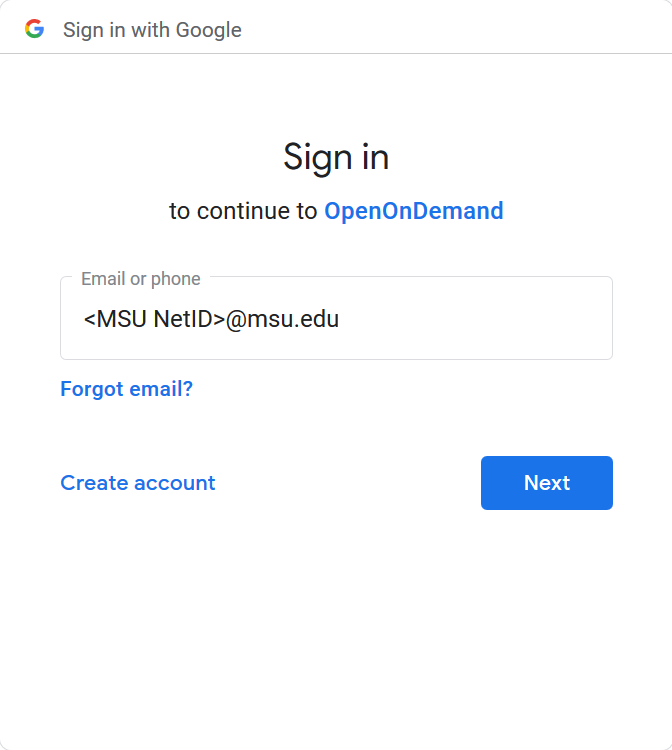 Sign in with Google
Sign in
to continue to OpenOnDemand
Email or phone
<MSU NetID>@msu.edu
Forgot email?
Create account
Next